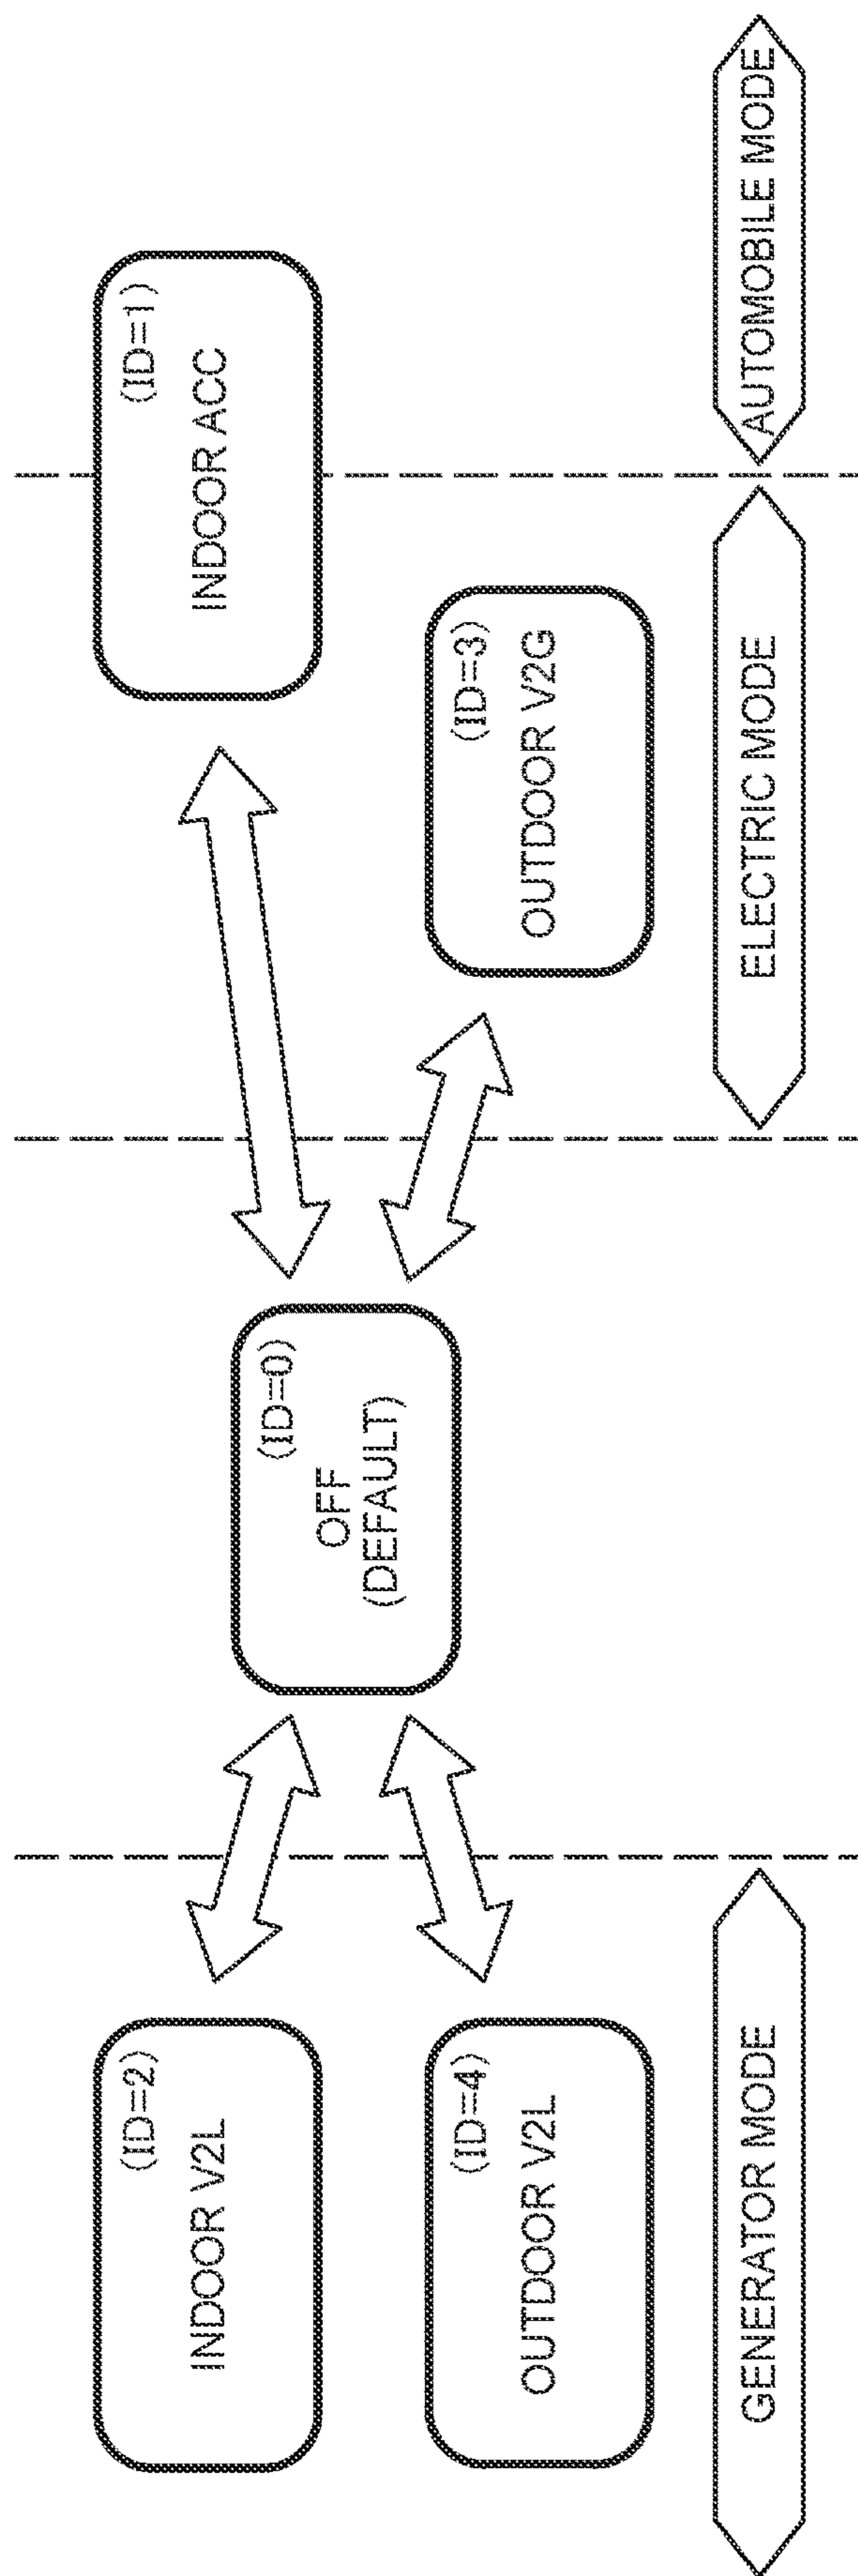 (ID=2)
INDOOR V2L
(ID=4)
OUTDOOR V2L
(ID=0)
OFF
(DEFAULT)
(ID=1)
INDOOR ACC
(ID=3)
OUTDOOR V2G
GENERATOR MODE
ELECTRIC MODE
AUTOMOBILE MODE